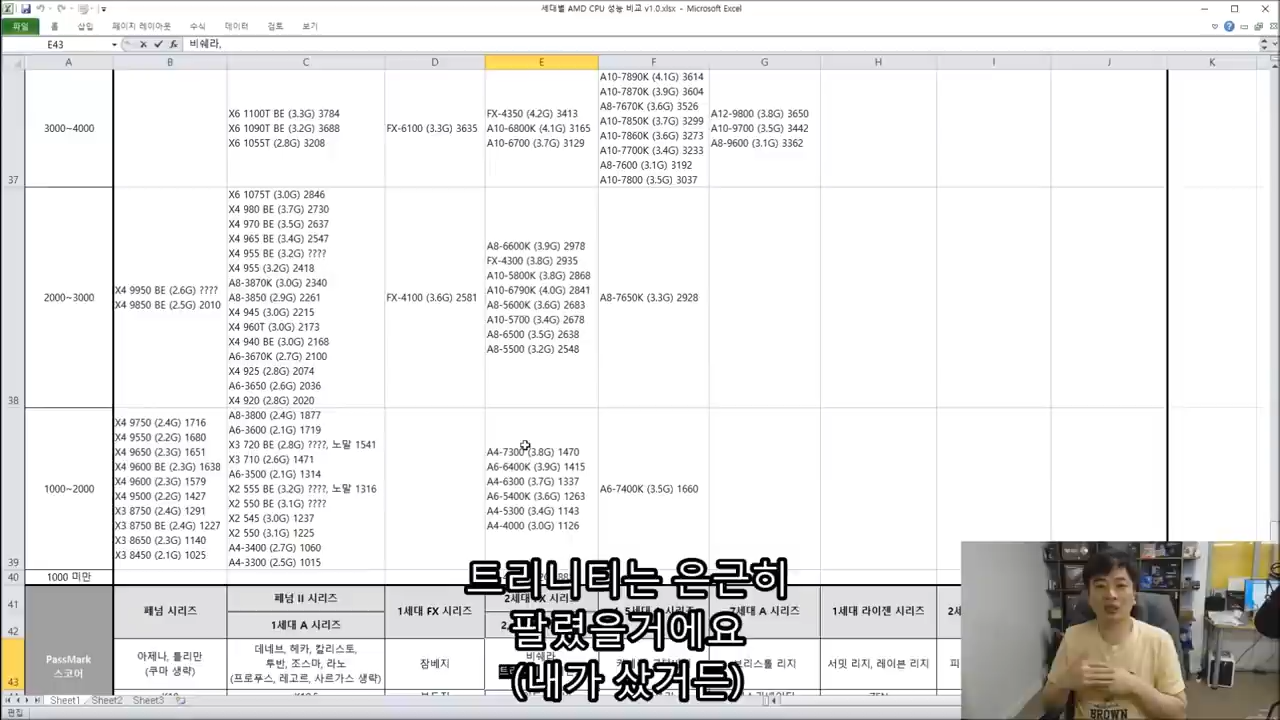 세대별 AMD CPU 성능 비교 v1.0.xlsx - Microsoft Excel
파일 홈 삽입 페이지 레이아웃 수식 데이터 검토 보기
E43 비쉐라,
A B C D E F G H I J K
37
3000~4000
X6 1100T BE (3.3G) 3784
X6 1090T BE (3.2G) 3688
X6 1055T (2.8G) 3208
FX-6100 (3.3G) 3635
FX-4350 (4.2G) 3413
A10-6800K (4.1G) 3165
A10-6700 (3.7G) 3129
A10-7890K (4.1G) 3614
A10-7870K (3.9G) 3604
A8-7670K (3.6G) 3526
A10-7850K (3.7G) 3299
A10-7860K (3.6G) 3273
A10-7700K (3.4G) 3233
A8-7600 (3.1G) 3192
A10-7800 (3.5G) 3037
A12-9800 (3.8G) 3650
A10-9700 (3.5G) 3442
A8-9600 (3.1G) 3362
38
2000~3000
X4 9950 BE (2.6G) ????
X4 9850 BE (2.5G) 2010
X6 1075T (3.0G) 2846
X4 980 BE (3.7G) 2730
X4 970 BE (3.5G) 2637
X4 965 BE (3.4G) 2547
X4 955 BE (3.2G) ????
X4 955 (3.2G) 2418
A8-3870K (3.0G) 2340
A8-3850 (2.9G) 2261
X4 945 (3.0G) 2215
X4 960T (3.0G) 2173
X4 940 BE (3.0G) 2168
A6-3670K (2.7G) 2100
X4 925 (2.8G) 2074
A6-3650 (2.6G) 2036
X4 920 (2.8G) 2020
FX-4100 (3.6G) 2581
A8-6600K (3.9G) 2978
FX-4300 (3.8G) 2935
A10-5800K (3.8G) 2868
A10-6790K (4.0G) 2841
A8-5600K (3.6G) 2683
A10-5700 (3.4G) 2678
A8-6500 (3.5G) 2638
A8-5500 (3.2G) 2548
A8-7650K (3.3G) 2928
39
1000~2000
X4 9750 (2.4G) 1716
X4 9550 (2.2G) 1680
X4 9650 (2.3G) 1651
X4 9600 BE (2.3G) 1638
X4 9600 (2.3G) 1579
X4 9500 (2.2G) 1427
X3 8750 (2.4G) 1291
X3 8750 BE (2.4G) 1227
X3 8650 (2.3G) 1140
X3 8450 (2.1G) 1025
A8-3800 (2.4G) 1877
A6-3600 (2.1G) 1719
X3 720 BE (2.8G) ????, 노말 1541
X3 710 (2.6G) 1471
A6-3500 (2.1G) 1314
X2 555 BE (3.2G) ????, 노말 1316
X2 550 BE (3.1G) ????
X2 545 (3.0G) 1237
X2 550 (3.1G) 1225
A4-3400 (2.7G) 1060
A4-3300 (2.5G) 1015
A4-7300 (3.8G) 1470
A6-6400K (3.9G) 1415
A4-6300 (3.7G) 1337
A6-5400K (3.6G) 1263
A4-5300 (3.4G) 1143
A4-4000 (3.0G) 1126
A6-7400K (3.5G) 1660
40 1000 미만
41
42
43
PassMark
스코어
페넘 시리즈
페넘 II 시리즈
1세대 A 시리즈
1세대 FX 시리즈
7세대 A 시리즈
1세대 라이젠 시리즈
아제나, 톨리만
(쿠마 생략)
데네브, 헤카, 칼리스토,
투반, 조스마, 라노
(프로푸스, 레고르, 사르가스 생략)
잠베지
비쉐라,
서밋 리지, 레이븐 리지
트리니티는 은근히
팔렸을거에요
(내가 샀거든)
BROWN
Sheet1 Sheet2 Sheet3
편집